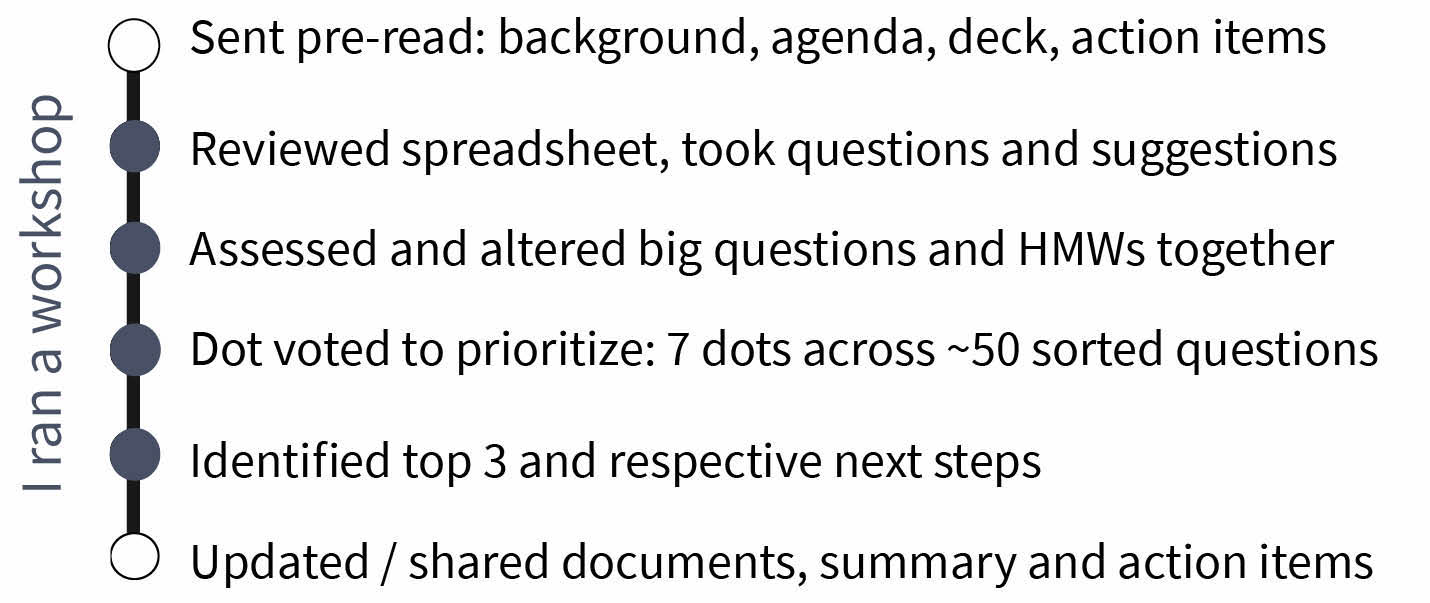 I ran a workshop
Sent pre-read: background, agenda, deck, action items
Reviewed spreadsheet, took questions and suggestions
Assessed and altered big questions and HMWs together
Dot voted to prioritize: 7 dots across ~50 sorted questions
Identified top 3 and respective next steps
Updated / shared documents, summary and action items